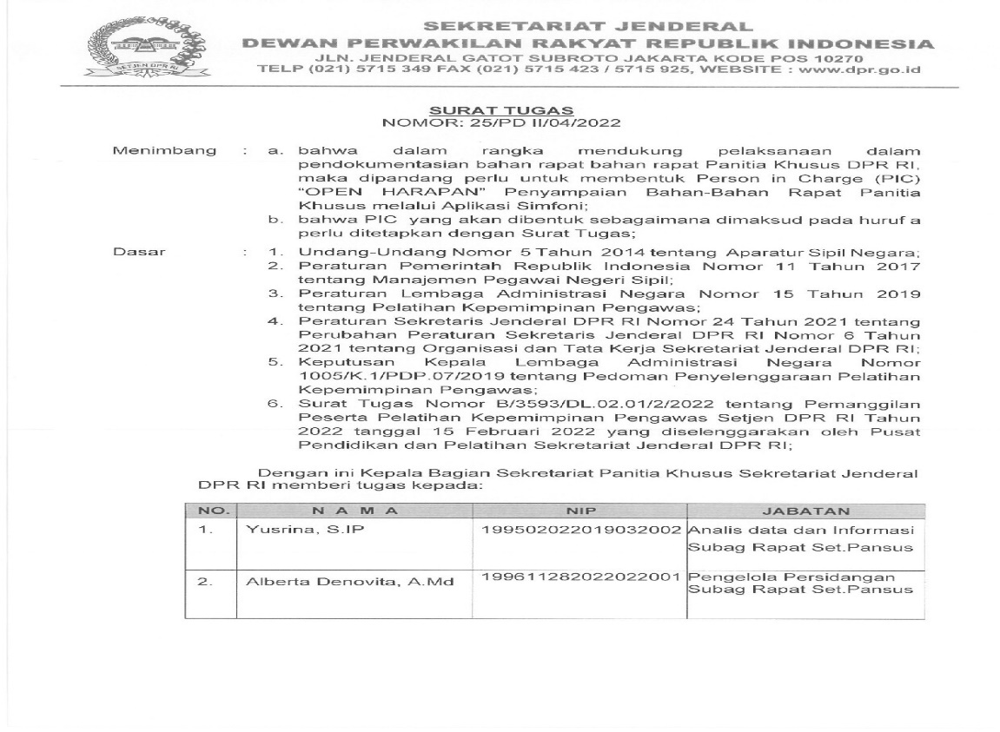 SETJEN DPR RI
SEKRETARIAT JENDERAL
DEWAN PERWAKILAN RAKYAT REPUBLIK INDONESIA
JLN. JENDERAL GATOT SUBROTO JAKARTA KODE POS 10270
TELP (021) 5715 349 FAX (021) 5715 423 / 5715 925, WEBSITE : www.dpr.go.id
SURAT TUGAS
NOMOR: 25/PD II/04/2022
Menimbang : a. bahwa dalam rangka mendukung pelaksanaan dalam
pendokumentasian bahan rapat bahan rapat Panitia Khusus DPR RI,
maka dipandang perlu untuk membentuk Person in Charge (PIC)
“OPEN HARAPAN” Penyampaian Bahan-Bahan Rapat Panitia
Khusus melalui Aplikasi Simfoni;
b. bahwa PIC yang akan dibentuk sebagaimana dimaksud pada huruf a
perlu ditetapkan dengan Surat Tugas;
Dasar : 1. Undang-Undang Nomor 5 Tahun 2014 tentang Aparatur Sipil Negara;
2. Peraturan Pemerintah Republik Indonesia Nomor 11 Tahun 2017
tentang Manajemen Pegawai Negeri Sipil;
3. Peraturan Lembaga Administrasi Negara Nomor 15 Tahun 2019
tentang Pelatihan Kepemimpinan Pengawas;
4. Peraturan Sekretaris Jenderal DPR RI Nomor 24 Tahun 2021 tentang
Perubahan Peraturan Sekretaris Jenderal DPR RI Nomor 6 Tahun
2021 tentang Organisasi dan Tata Kerja Sekretariat Jenderal DPR RI;
5. Keputusan Kepala Lembaga Administrasi Negara Nomor
1005/K.1/PDP.07/2019 tentang Pedoman Penyelenggaraan Pelatihan
Kepemimpinan Pengawas;
6. Surat Tugas Nomor B/3593/DL.02.01/2/2022 tentang Pemanggilan
Peserta Pelatihan Kepemimpinan Pengawas Setjen DPR RI Tahun
2022 tanggal 15 Februari 2022 yang diselenggarakan oleh Pusat
Pendidikan dan Pelatihan Sekretariat Jenderal DPR RI;
Dengan ini Kepala Bagian Sekretariat Panitia Khusus Sekretariat Jenderal
DPR RI memberi tugas kepada:
NO. N A M A NIP JABATAN
1. Yusrina, S.IP 199502022019032002 Analis data dan Informasi
Subag Rapat Set.Pansus
2. Alberta Denovita, A.Md 199611282022022001 Pengelola Persidangan
Subag Rapat Set.Pansus